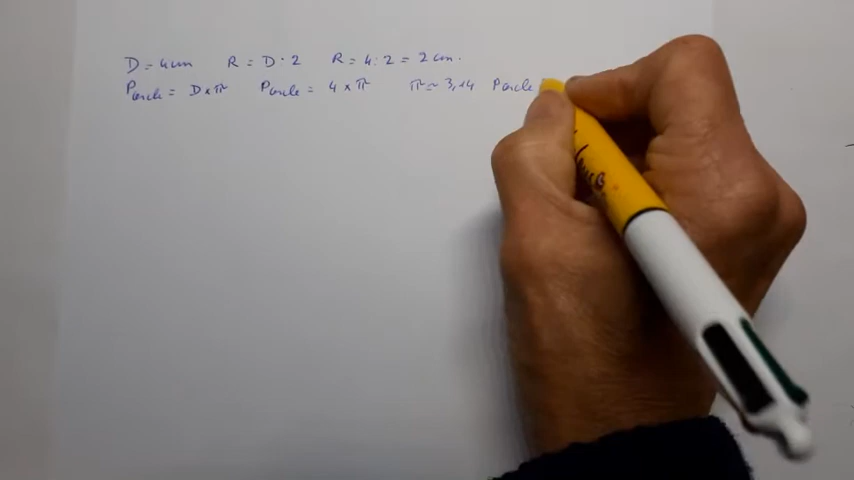 D = 4cm R = D : 2 R = 4 : 2 = 2 cm.
Pcercle = D x π Pcercle = 4 x π π ≈ 3,14 Pcercle